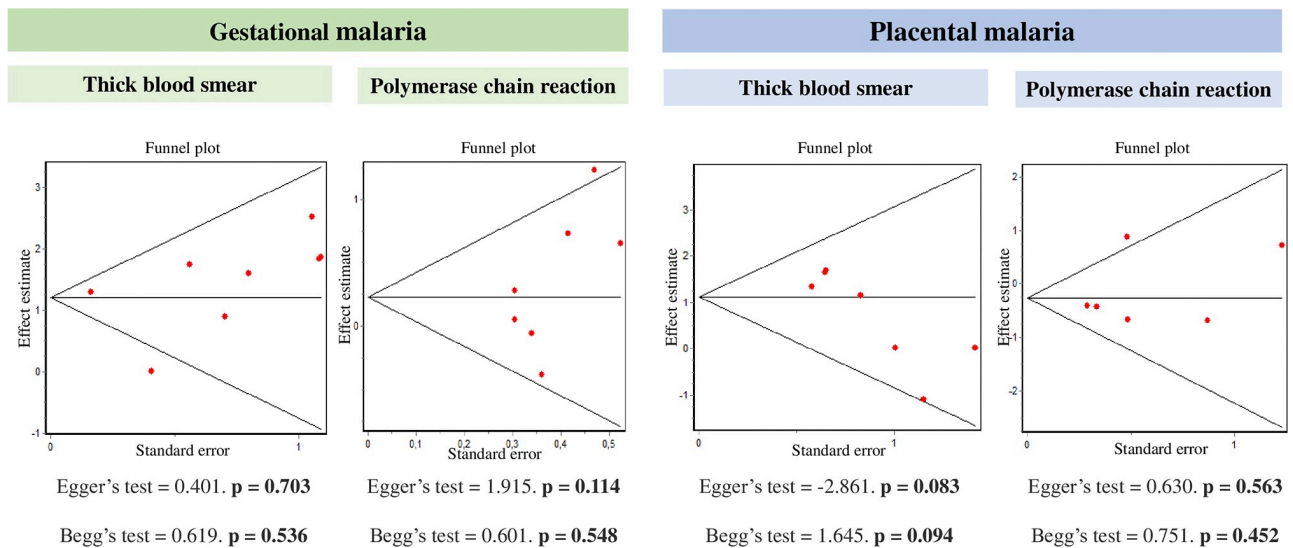 Gestational malaria
Placental malaria
Thick blood smear
Polymerase chain reaction
Thick blood smear
Polymerase chain reaction
Funnel plot
3
2
1
0
-1
Effect estimate
0
1
Standard error
Funnel plot
1
0
Effect estimate
0
0,1
0,2
0,3
0,4
0,5
Standard error
Funnel plot
3
2
1
0
-1
Effect estimate
0
1
Standard error
Funnel plot
2
1
0
-1
-2
Effect estimate
0
1
Standard error
Egger’s test = 0.401. p = 0.703
Egger’s test = 1.915. p = 0.114
Egger’s test = -2.861. p = 0.083
Egger’s test = 0.630. p = 0.563
Begg’s test = 0.619. p = 0.536
Begg’s test = 0.601. p = 0.548
Begg’s test = 1.645. p = 0.094
Begg’s test = 0.751. p = 0.452